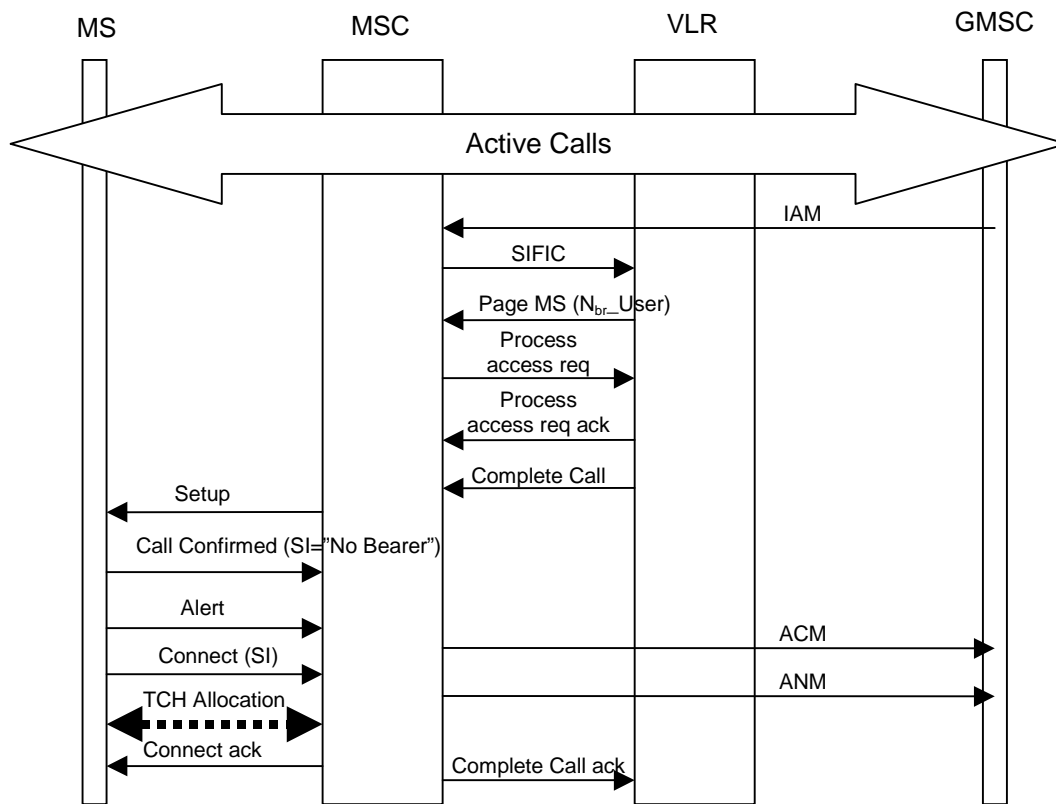 MS
MSC
VLR
GMSC
Active Calls
IAM
SIFIC
Page MS (Nbr_User)
Process
access req
Process
access req ack
Complete Call
Setup
Call Confirmed (SI=”No Bearer”)
Alert
ACM
Connect (SI)
ANM
TCH Allocation
Connect ack
Complete Call ack